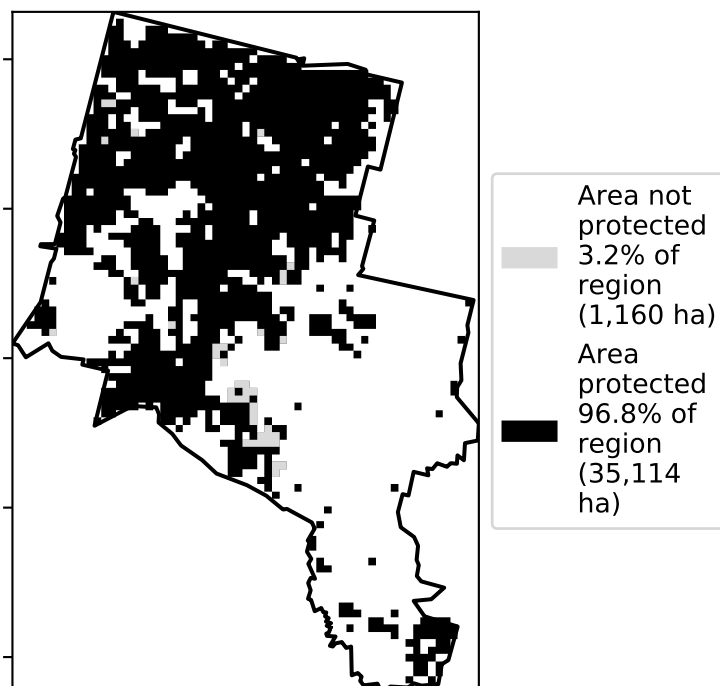 Area not
protected
3.2% of
region
(1,160 ha)
Area
protected
96.8% of
region
(35,114
ha)